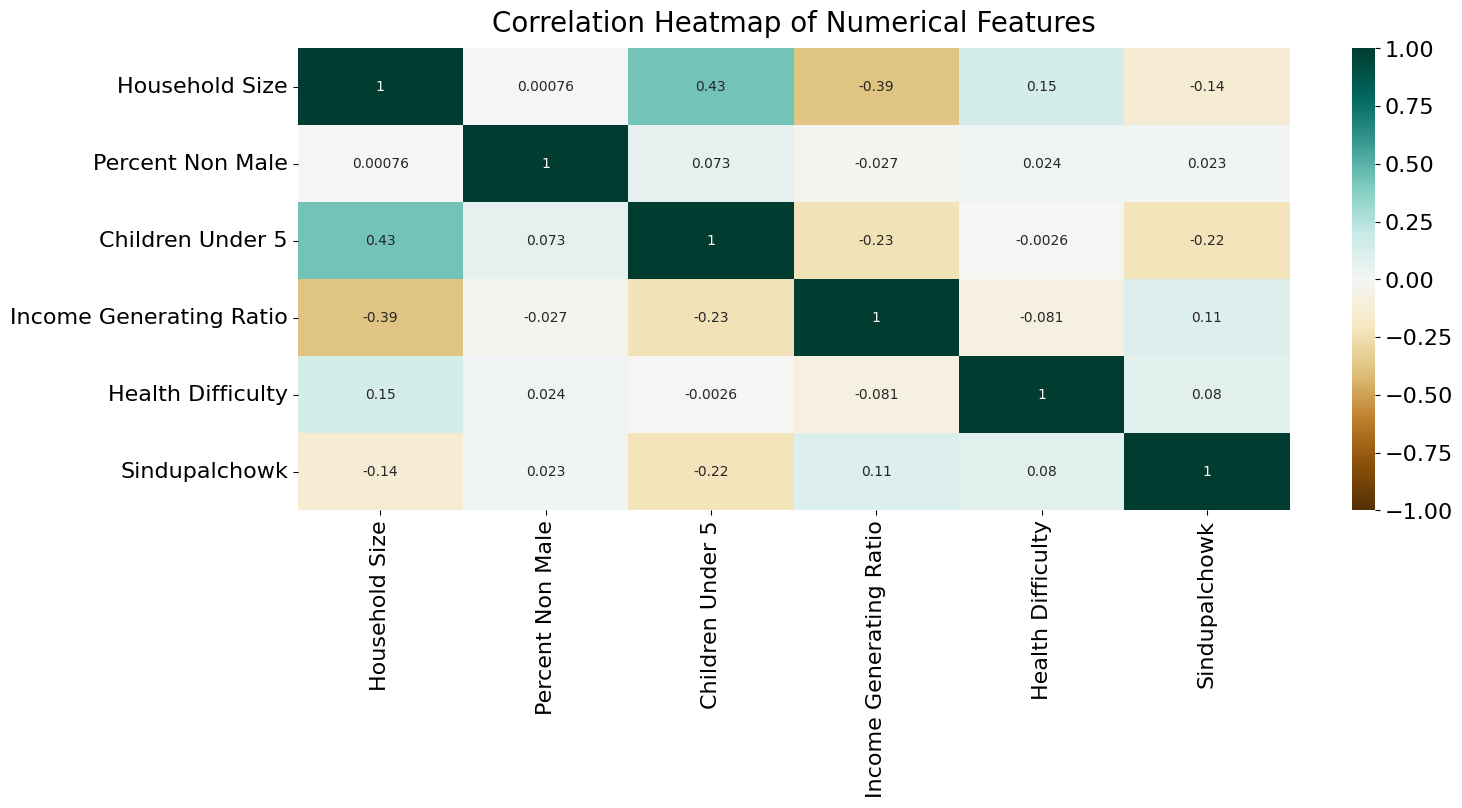 Correlation Heatmap of Numerical Features
Household Size 1 0.00076 0.43 -0.39 0.15 -0.14
Percent Non Male 0.00076 1 0.073 -0.027 0.024 0.023
Children Under 5 0.43 0.073 1 -0.23 -0.0026 -0.22
Income Generating Ratio -0.39 -0.027 -0.23 1 -0.081 0.11
Health Difficulty 0.15 0.024 -0.0026 -0.081 1 0.08
Sindupalchowk -0.14 0.023 -0.22 0.11 0.08 1
Household Size
Percent Non Male
Children Under 5
Income Generating Ratio
Health Difficulty
Sindupalchowk
1.00
0.75
0.50
0.25
0.00
−0.25
−0.50
−0.75
−1.00